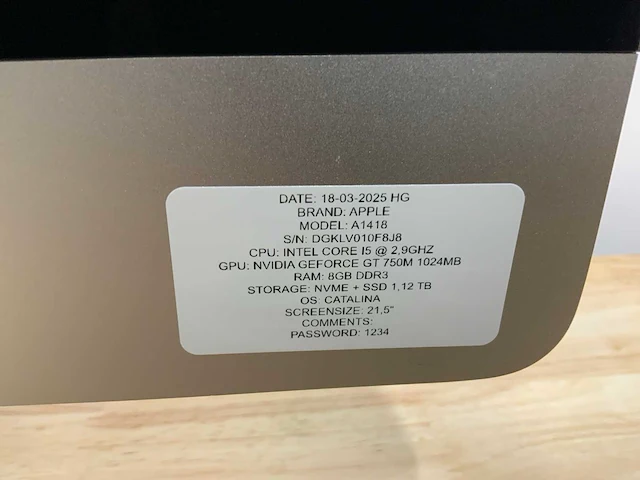 DATE: 18-03-2025 HG
BRAND: APPLE
MODEL: A1418
S/N: DGKLV010F8J8
CPU: INTEL CORE I5 @ 2,9GHZ
GPU: NVIDIA GEFORCE GT 750M 1024MB
RAM: 8GB DDR3
STORAGE: NVME + SSD 1,12 TB
OS: CATALINA
SCREENSIZE: 21,5"
COMMENTS:
PASSWORD: 1234